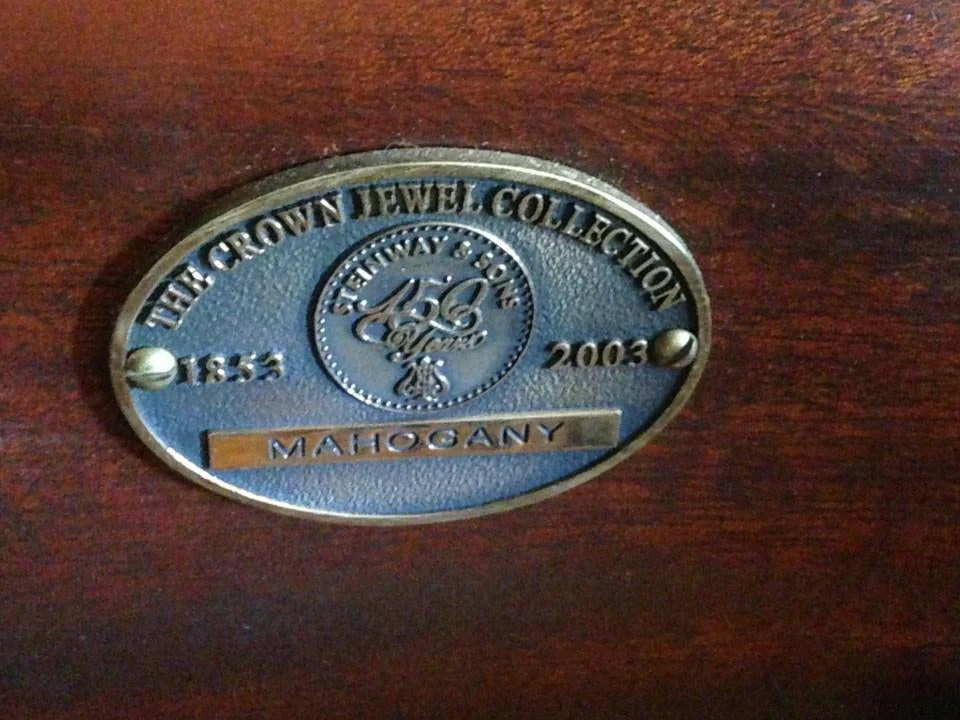 THE CROWN JEWEL COLLECTION
STEINWAY & SONS
150
Years
1853
2003
MAHOGANY